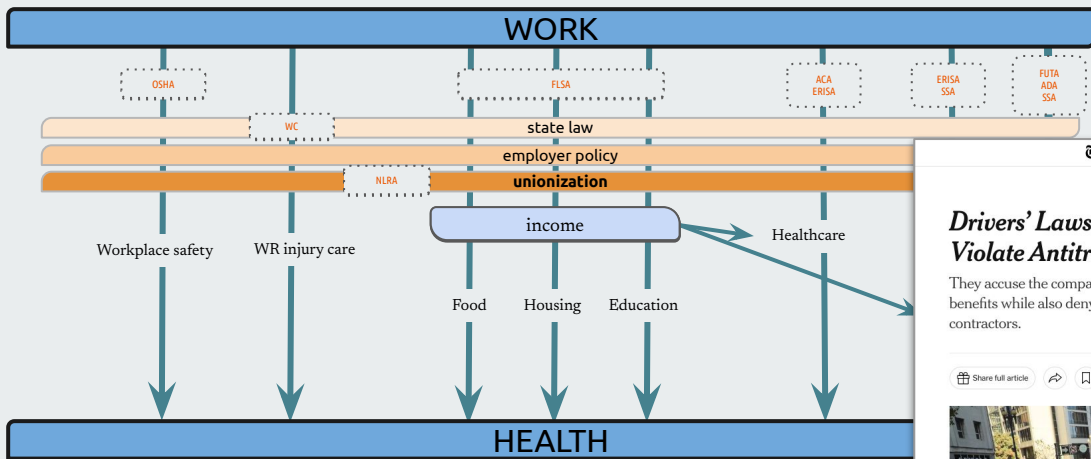 WORK
OSHA
FLSA
ACA
ERISA
ERISA
SSA
FUTA
ADA
SSA
WC
state law
employer policy
NLRA
unionization
income
Workplace safety
WR injury care
Healthcare
Food
Housing
Education
HEALTH
Drivers’ Laws
Violate Antitr
They accuse the compa
benefits while also deny
contractors.
Share full article